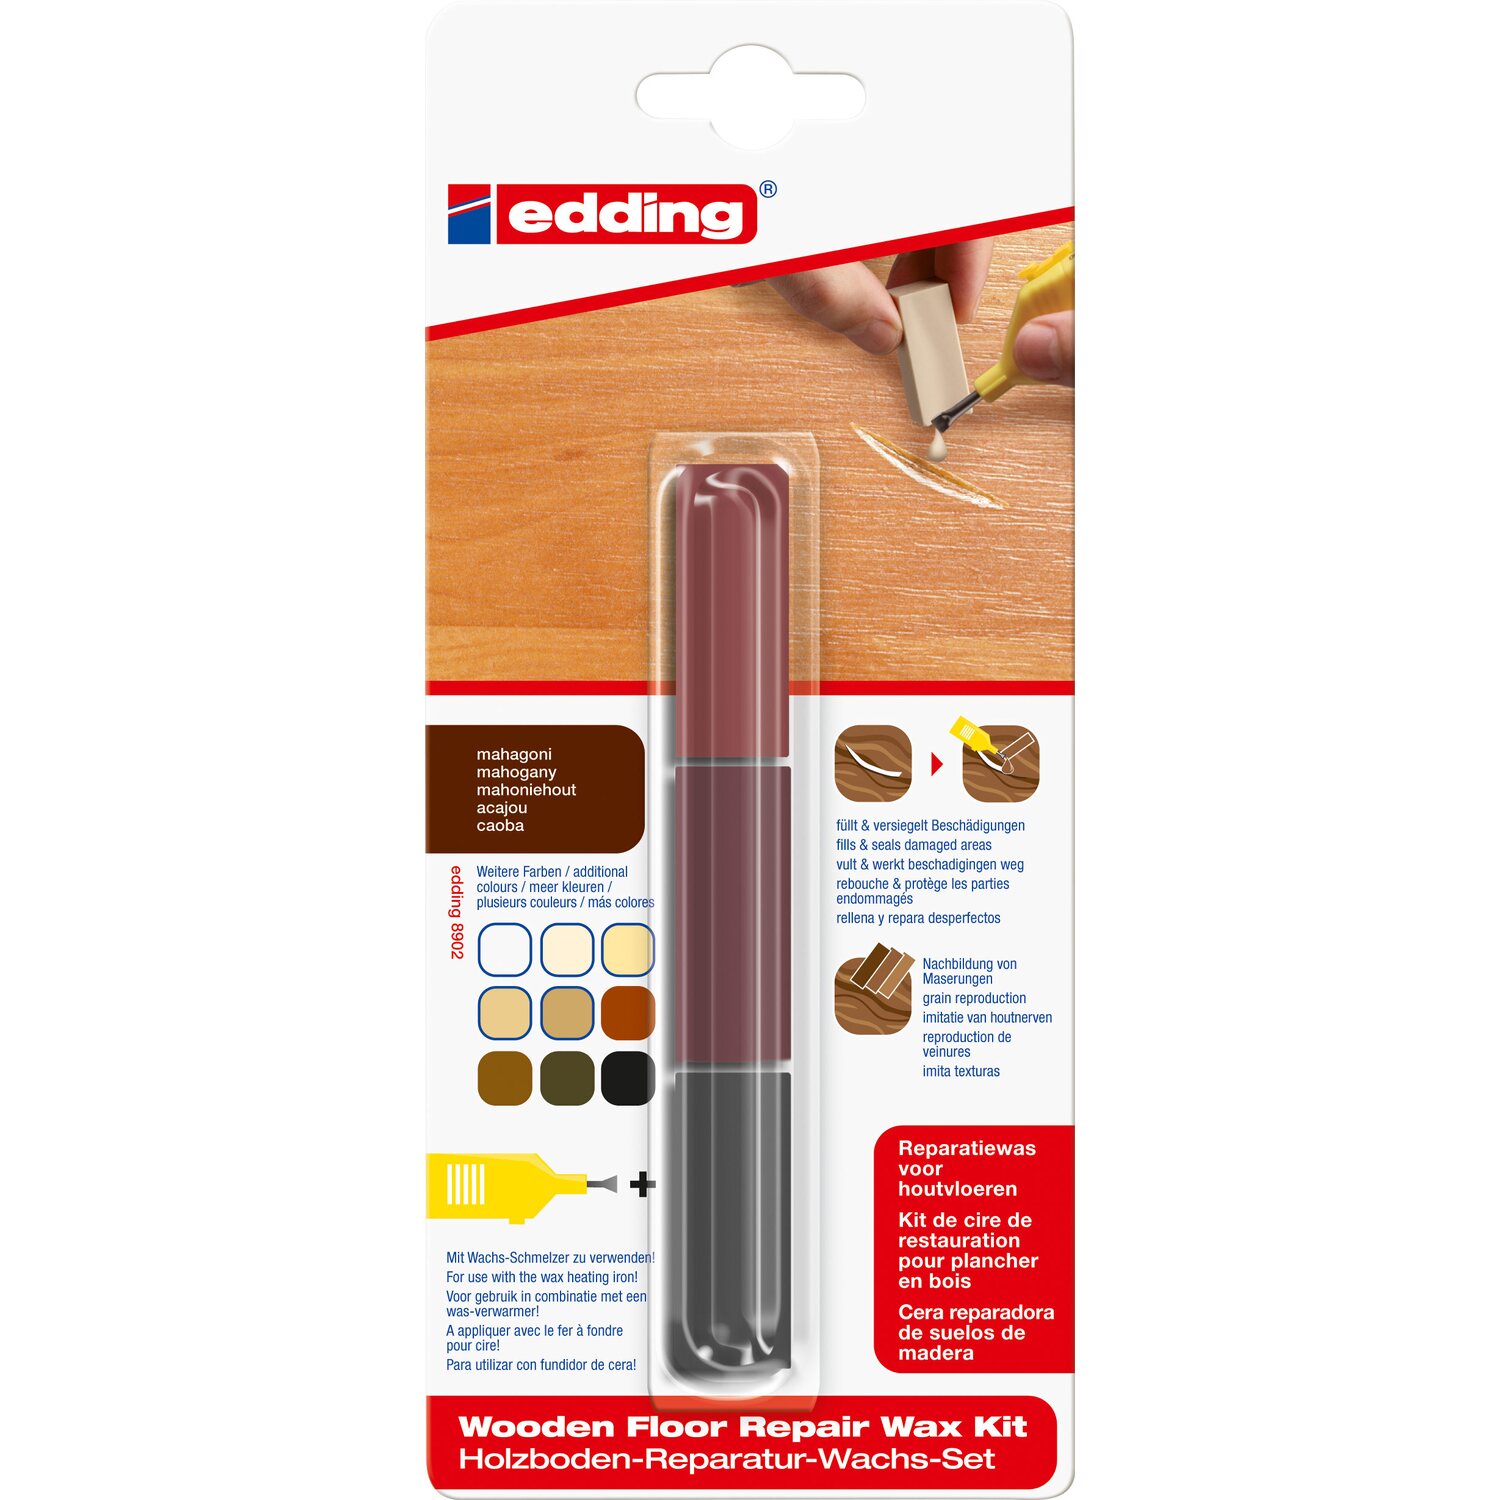 edding®
mahagoni
mahogany
mahoniehout
acajou
caoba
edding 8902
Weitere Farben / additional
colours / meer kleuren /
plusieurs couleurs / más colores
Mit Wachs-Schmelzer zu verwenden!
For use with the wax heating iron!
Voor gebruik in combinatie met een
was-verwarmer!
A appliquer avec le fer à fondre
pour cire!
Para utilizar con fundidor de cera!
füllt & versiegelt Beschädigungen
fills & seals damaged areas
vult & werkt beschadigingen weg
rebouche & protège les parties
endommagés
rellena y repara desperfectos
Nachbildung von
Maserungen
grain reproduction
imitatie van houtnerven
reproduction de
veinures
imita texturas
Reparatiewas
voor
houtvloeren
Kit de cire de
restauration
pour plancher
en bois
Cera reparadora
de suelos de
madera
Wooden Floor Repair Wax Kit
Holzboden-Reparatur-Wachs-Set